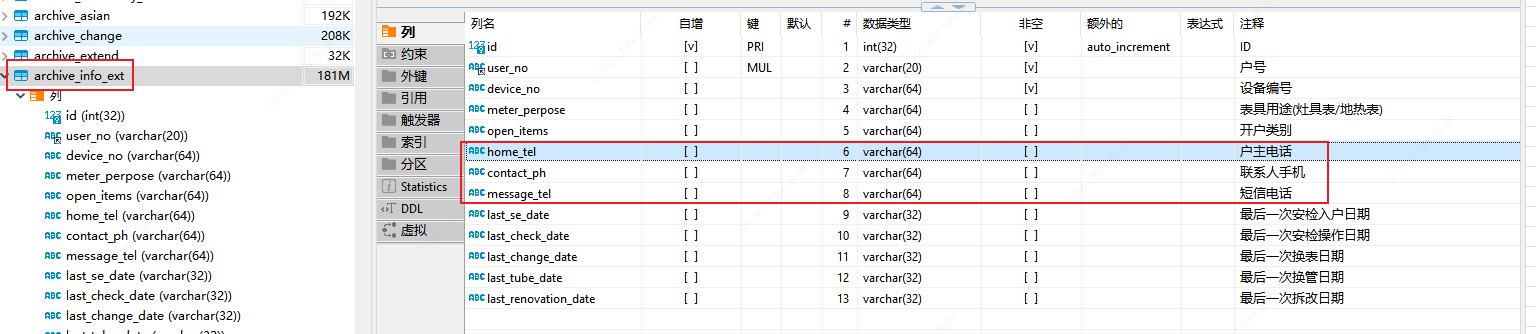 archive_asian 192K
archive_change 208K
archive_extend 32K
archive_info_ext 181M
列
id (int(32))
user_no (varchar(20))
device_no (varchar(64))
meter_perpose (varchar(64))
open_items (varchar(64))
home_tel (varchar(64))
contact_ph (varchar(64))
message_tel (varchar(64))
last_se_date (varchar(32))
last_check_date (varchar(32))
last_change_date (varchar(32))
列
约束
外键
引用
触发器
索引
分区
Statistics
DDL
虚拟
列名 自增 键 默认 # 数据类型 非空 额外的 表达式 注释
id [v] PRI 1 int(32) [v] auto_increment ID
user_no [ ] MUL 2 varchar(20) [v] 户号
device_no [ ] 3 varchar(64) [v] 设备编号
meter_perpose [ ] 4 varchar(64) [ ] 表具用途(灶具表/地热表)
open_items [ ] 5 varchar(64) [ ] 开户类别
home_tel [ ] 6 varchar(64) [ ] 户主电话
contact_ph [ ] 7 varchar(64) [ ] 联系人手机
message_tel [ ] 8 varchar(64) [ ] 短信电话
last_se_date [ ] 9 varchar(32) [ ] 最后一次安检入户日期
last_check_date [ ] 10 varchar(32) [ ] 最后一次安检操作日期
last_change_date [ ] 11 varchar(32) [ ] 最后一次换表日期
last_tube_date [ ] 12 varchar(32) [ ] 最后一次换管日期
last_renovation_date [ ] 13 varchar(32) [ ] 最后一次拆改日期